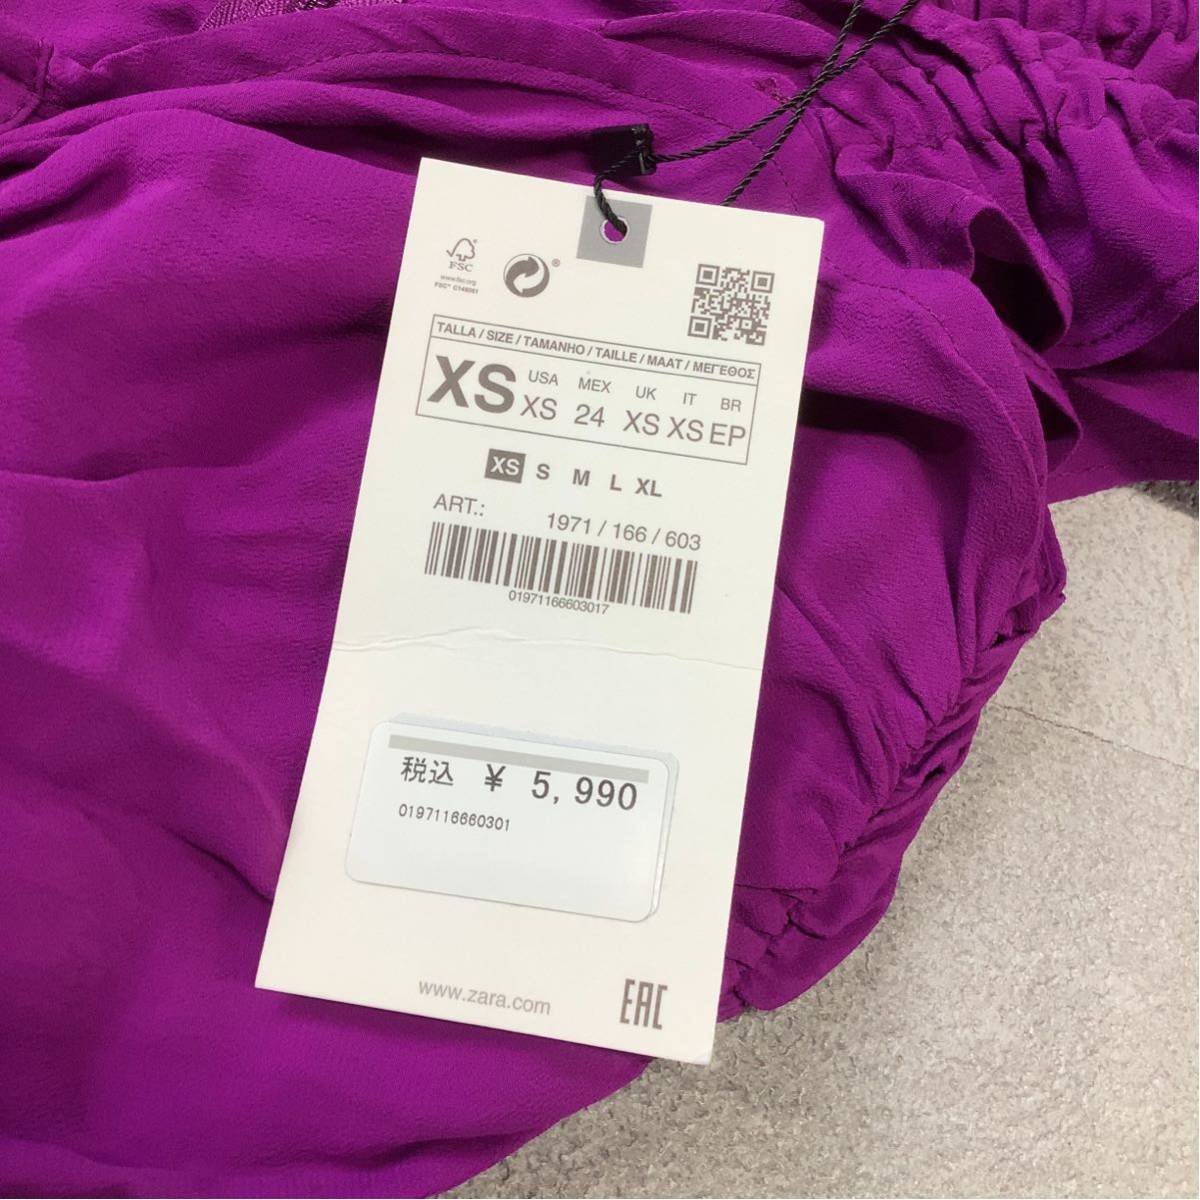 FSC
www.fsc.org
FSC® C148081
®
TALLA / SIZE / TAMANHO / TAILLE / MAAT / ΜΕΓΕΘΟΣ
XS
USA MEX UK IT BR
XS 24 XS XS EP
XS S M L XL
ART.: 1971 / 166 / 603
01971166603017
税込 ¥ 5,990
0197116660301
www.zara.com
EAC